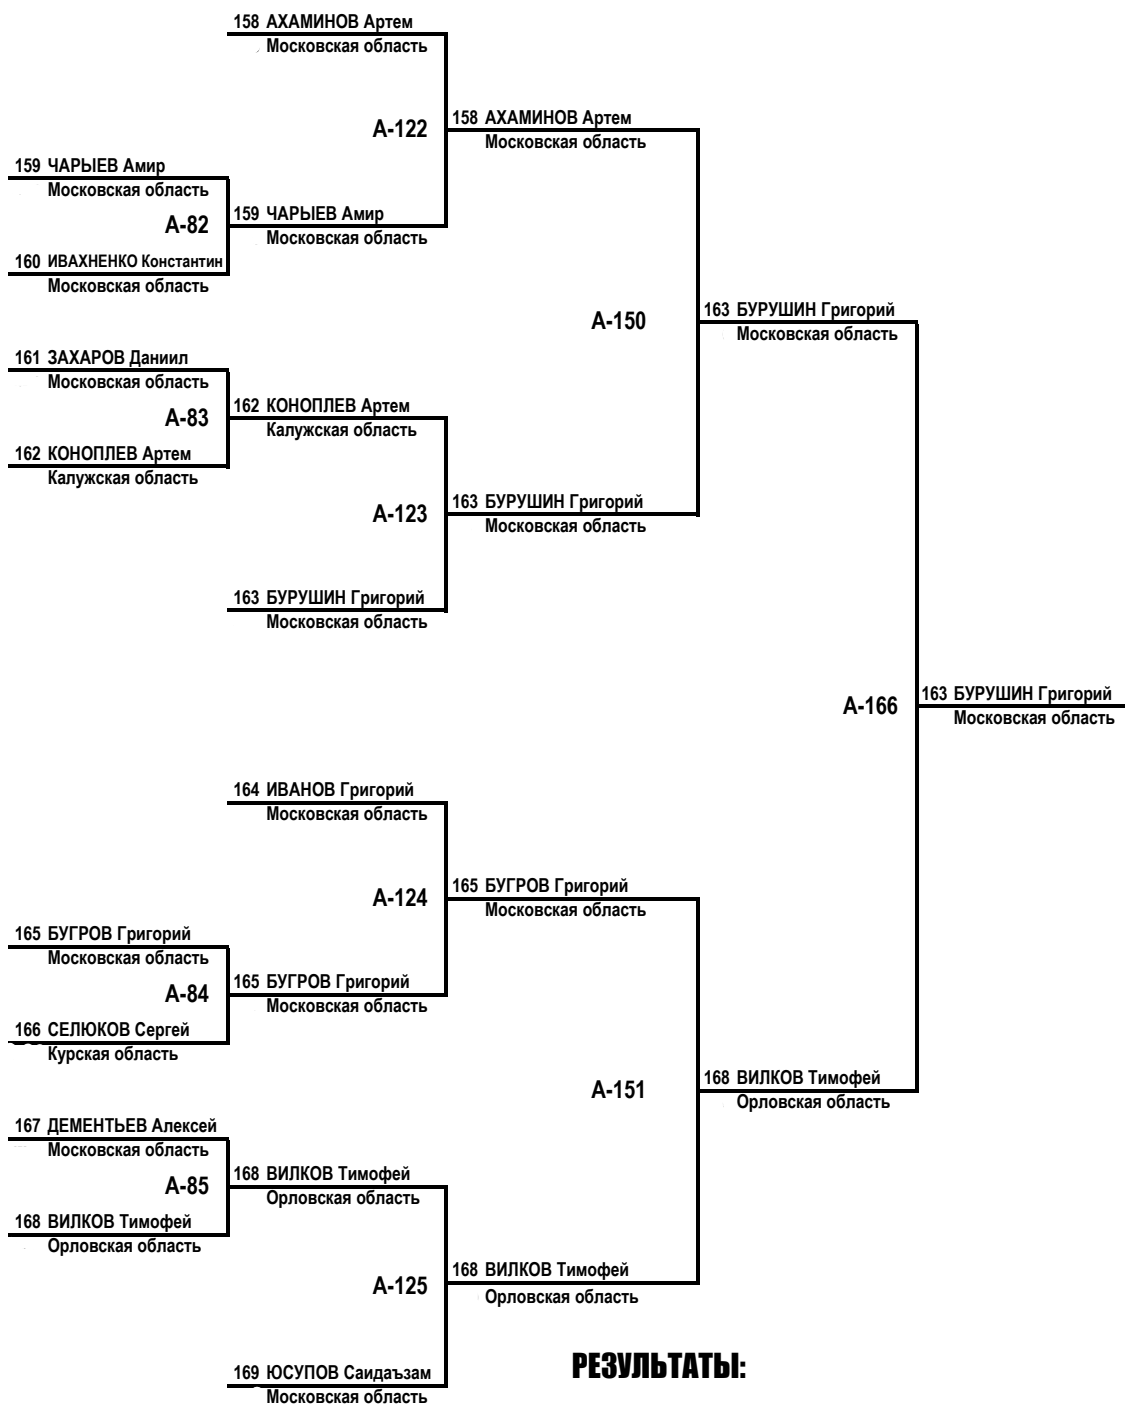 158 АХАМИНОВ Артем
Московская область
А-122
158 АХАМИНОВ Артем
Московская область
159 ЧАРЫЕВ Амир
Московская область
А-82
159 ЧАРЫЕВ Амир
Московская область
160 ИВАХНЕНКО Константин
Московская область
А-150
163 БУРУШИН Григорий
Московская область
161 ЗАХАРОВ Даниил
Московская область
А-83
162 КОНОПЛЕВ Артем
Калужская область
162 КОНОПЛЕВ Артем
Калужская область
А-123
163 БУРУШИН Григорий
Московская область
163 БУРУШИН Григорий
Московская область
А-166
163 БУРУШИН Григорий
Московская область
164 ИВАНОВ Григорий
Московская область
А-124
165 БУГРОВ Григорий
Московская область
165 БУГРОВ Григорий
Московская область
А-84
165 БУГРОВ Григорий
Московская область
166 СЕЛЮКОВ Сергей
Курская область
А-151
168 ВИЛКОВ Тимофей
Орловская область
167 ДЕМЕНТЬЕВ Алексей
Московская область
А-85
168 ВИЛКОВ Тимофей
Орловская область
168 ВИЛКОВ Тимофей
Орловская область
А-125
168 ВИЛКОВ Тимофей
Орловская область
169 ЮСУПОВ Саидаъзам
Московская область
РЕЗУЛЬТАТЫ: